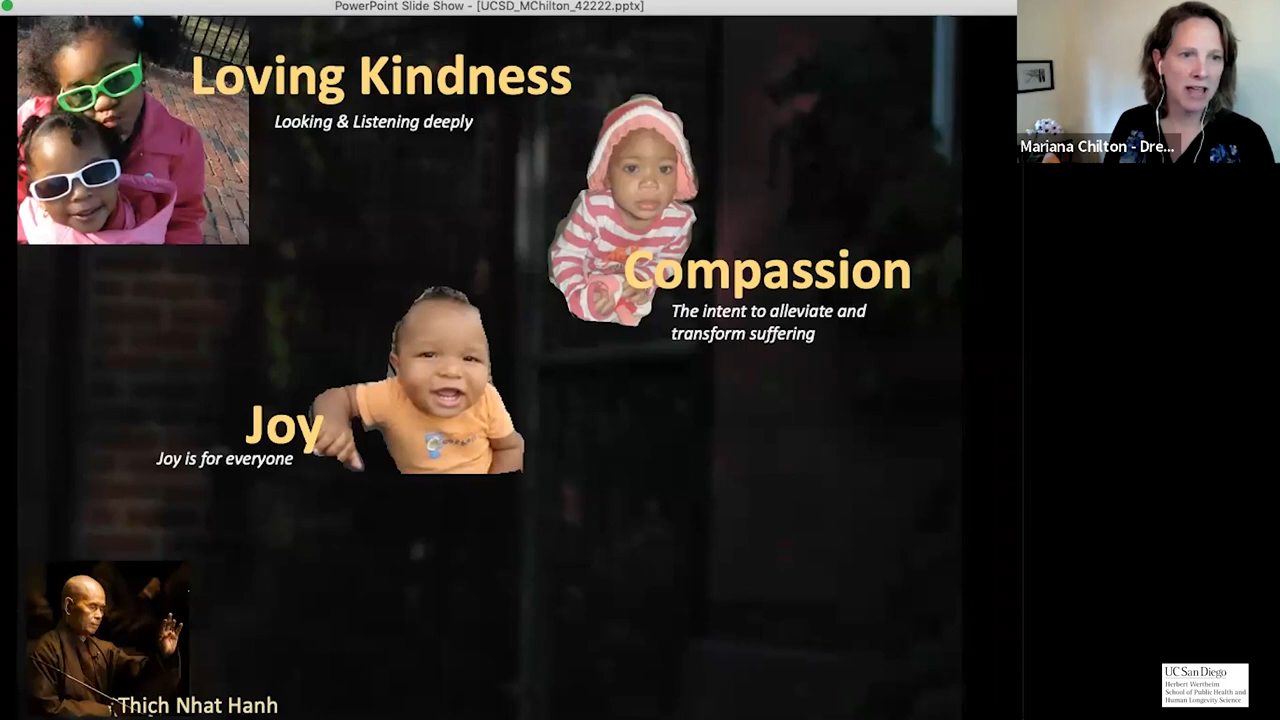 PowerPoint Slide Show - [UCSD_MChilton_42222.pptx]
Loving Kindness
Looking & Listening deeply
Mariana Chilton - Dre...
Compassion
The intent to alleviate and
transform suffering
Joy
Joy is for everyone
Thich Nhat Hanh
UC San Diego
Herbert Wertheim
School of Public Health and
Human Longevity Science